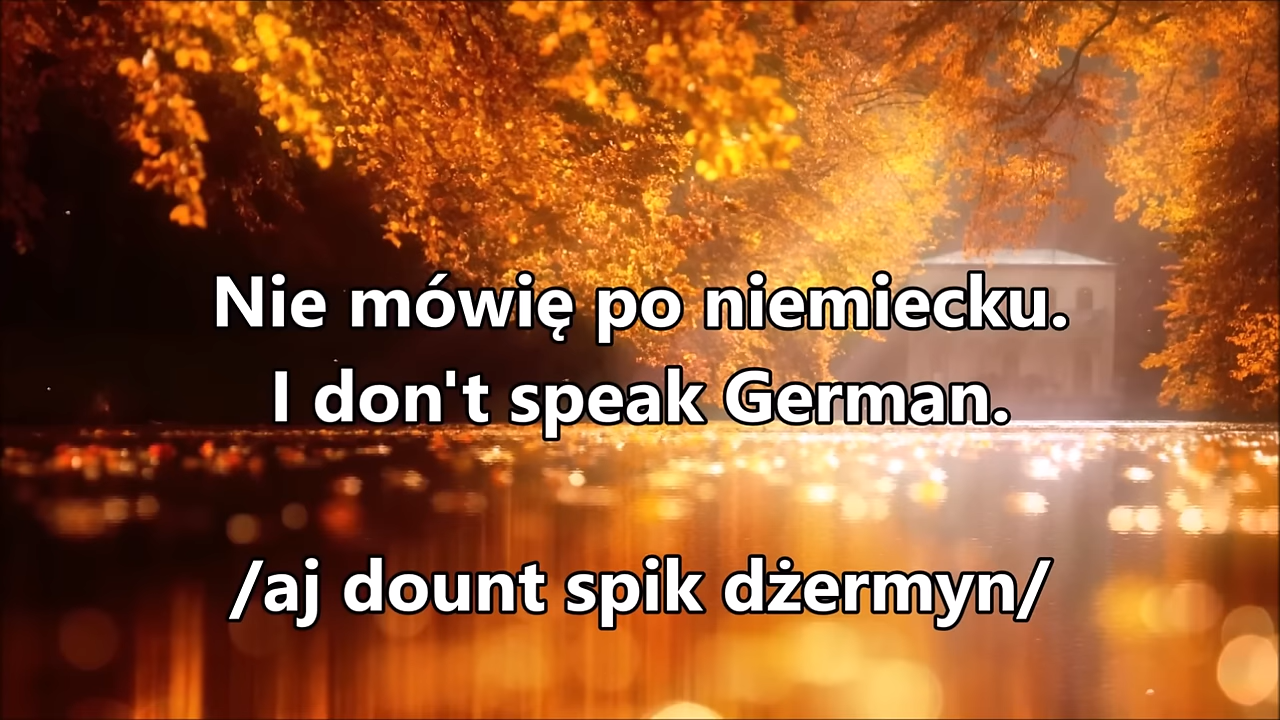 Nie mówię po niemiecku.
I don't speak German.
/aj dount spik dżermyn/